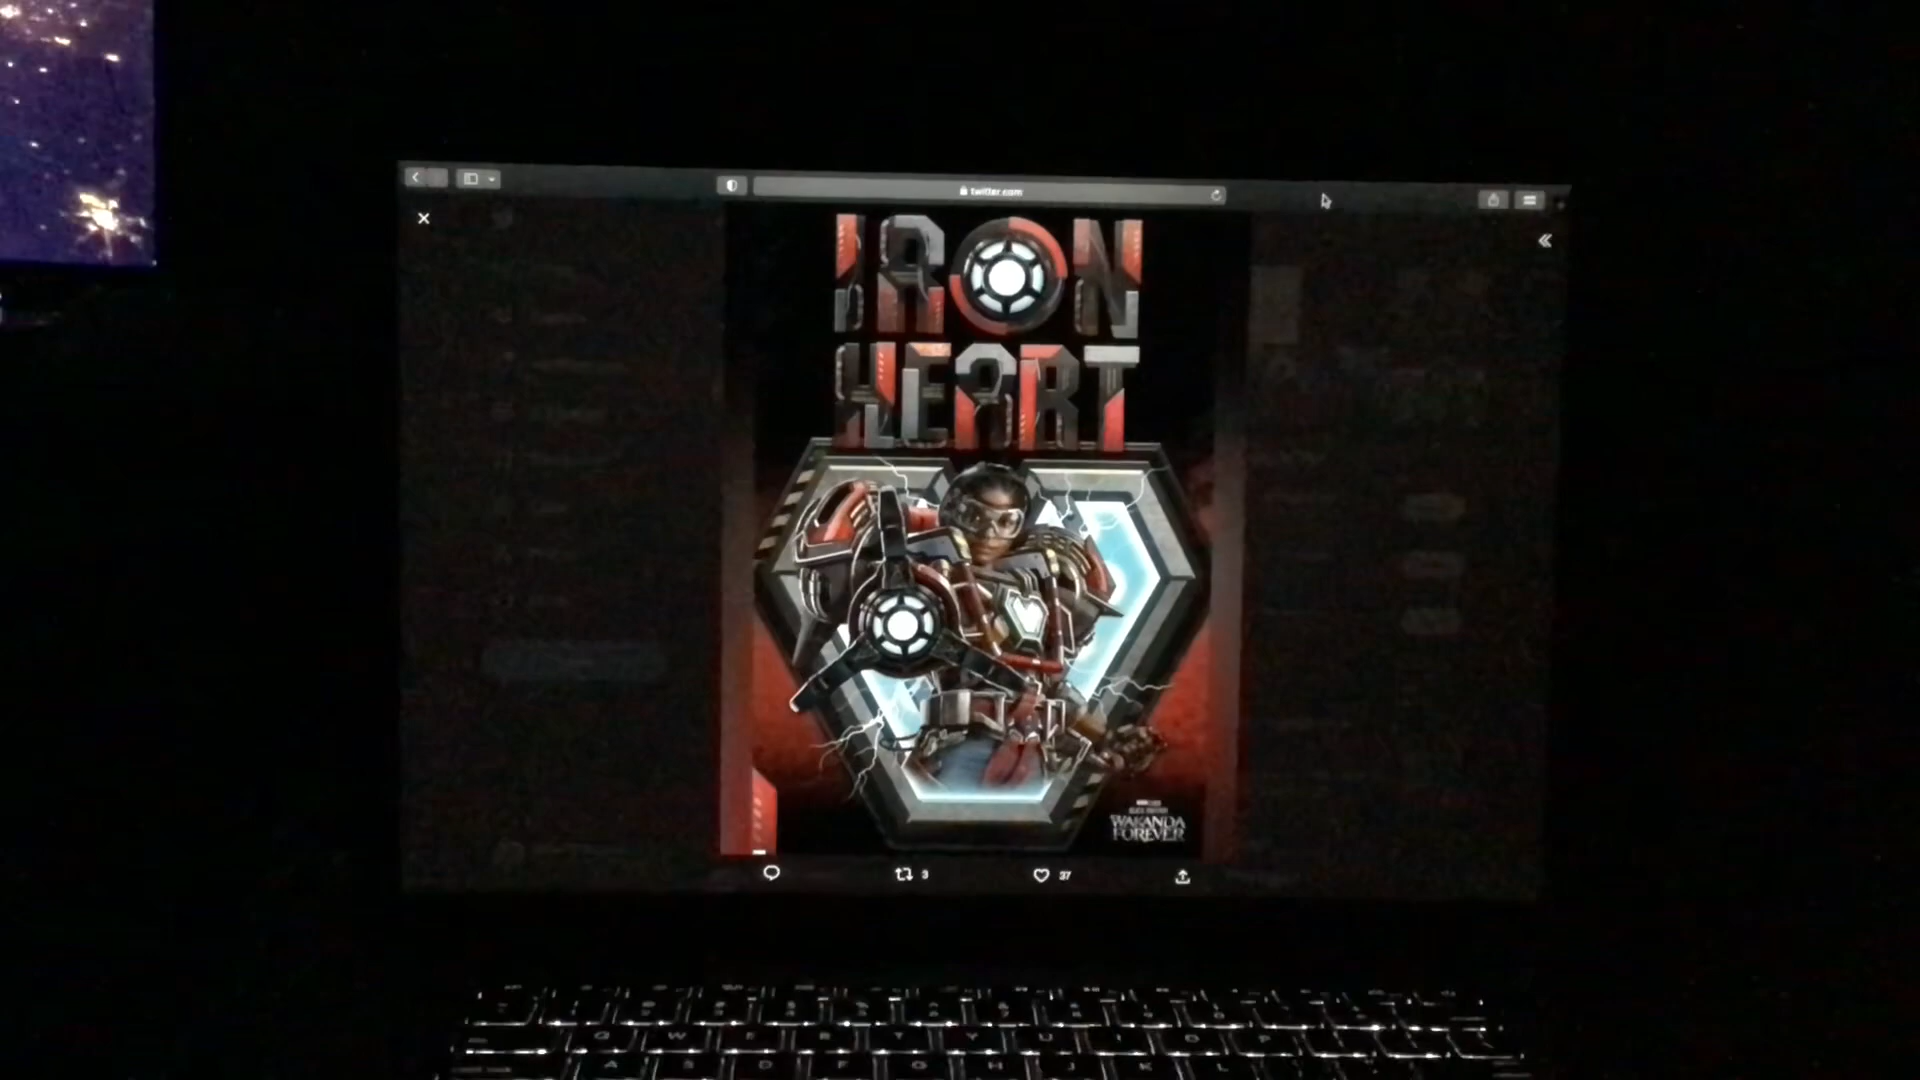 twitter.com
IRON
HEART
WAKANDA
FOREVER
3
37
Q W E R T Y U I O P
A S D F G H J K L